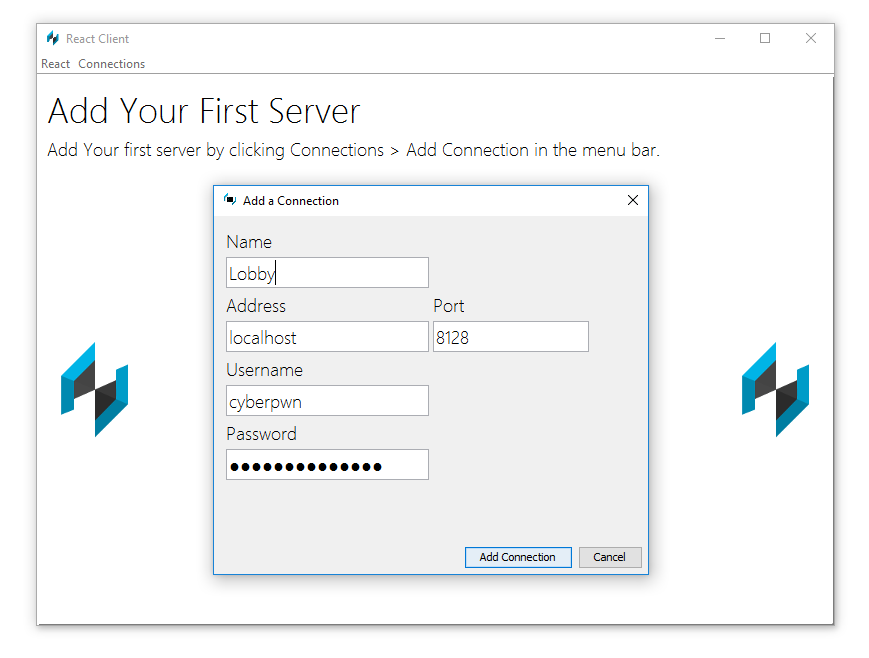 React Client
React Connections
Add Your First Server
Add Your first server by clicking Connections > Add Connection in the menu bar.
Add a Connection
Name
Lobby
Address Port
localhost 8128
Username
cyberpwn
Password
●●●●●●●●●●●●●●
Add Connection Cancel